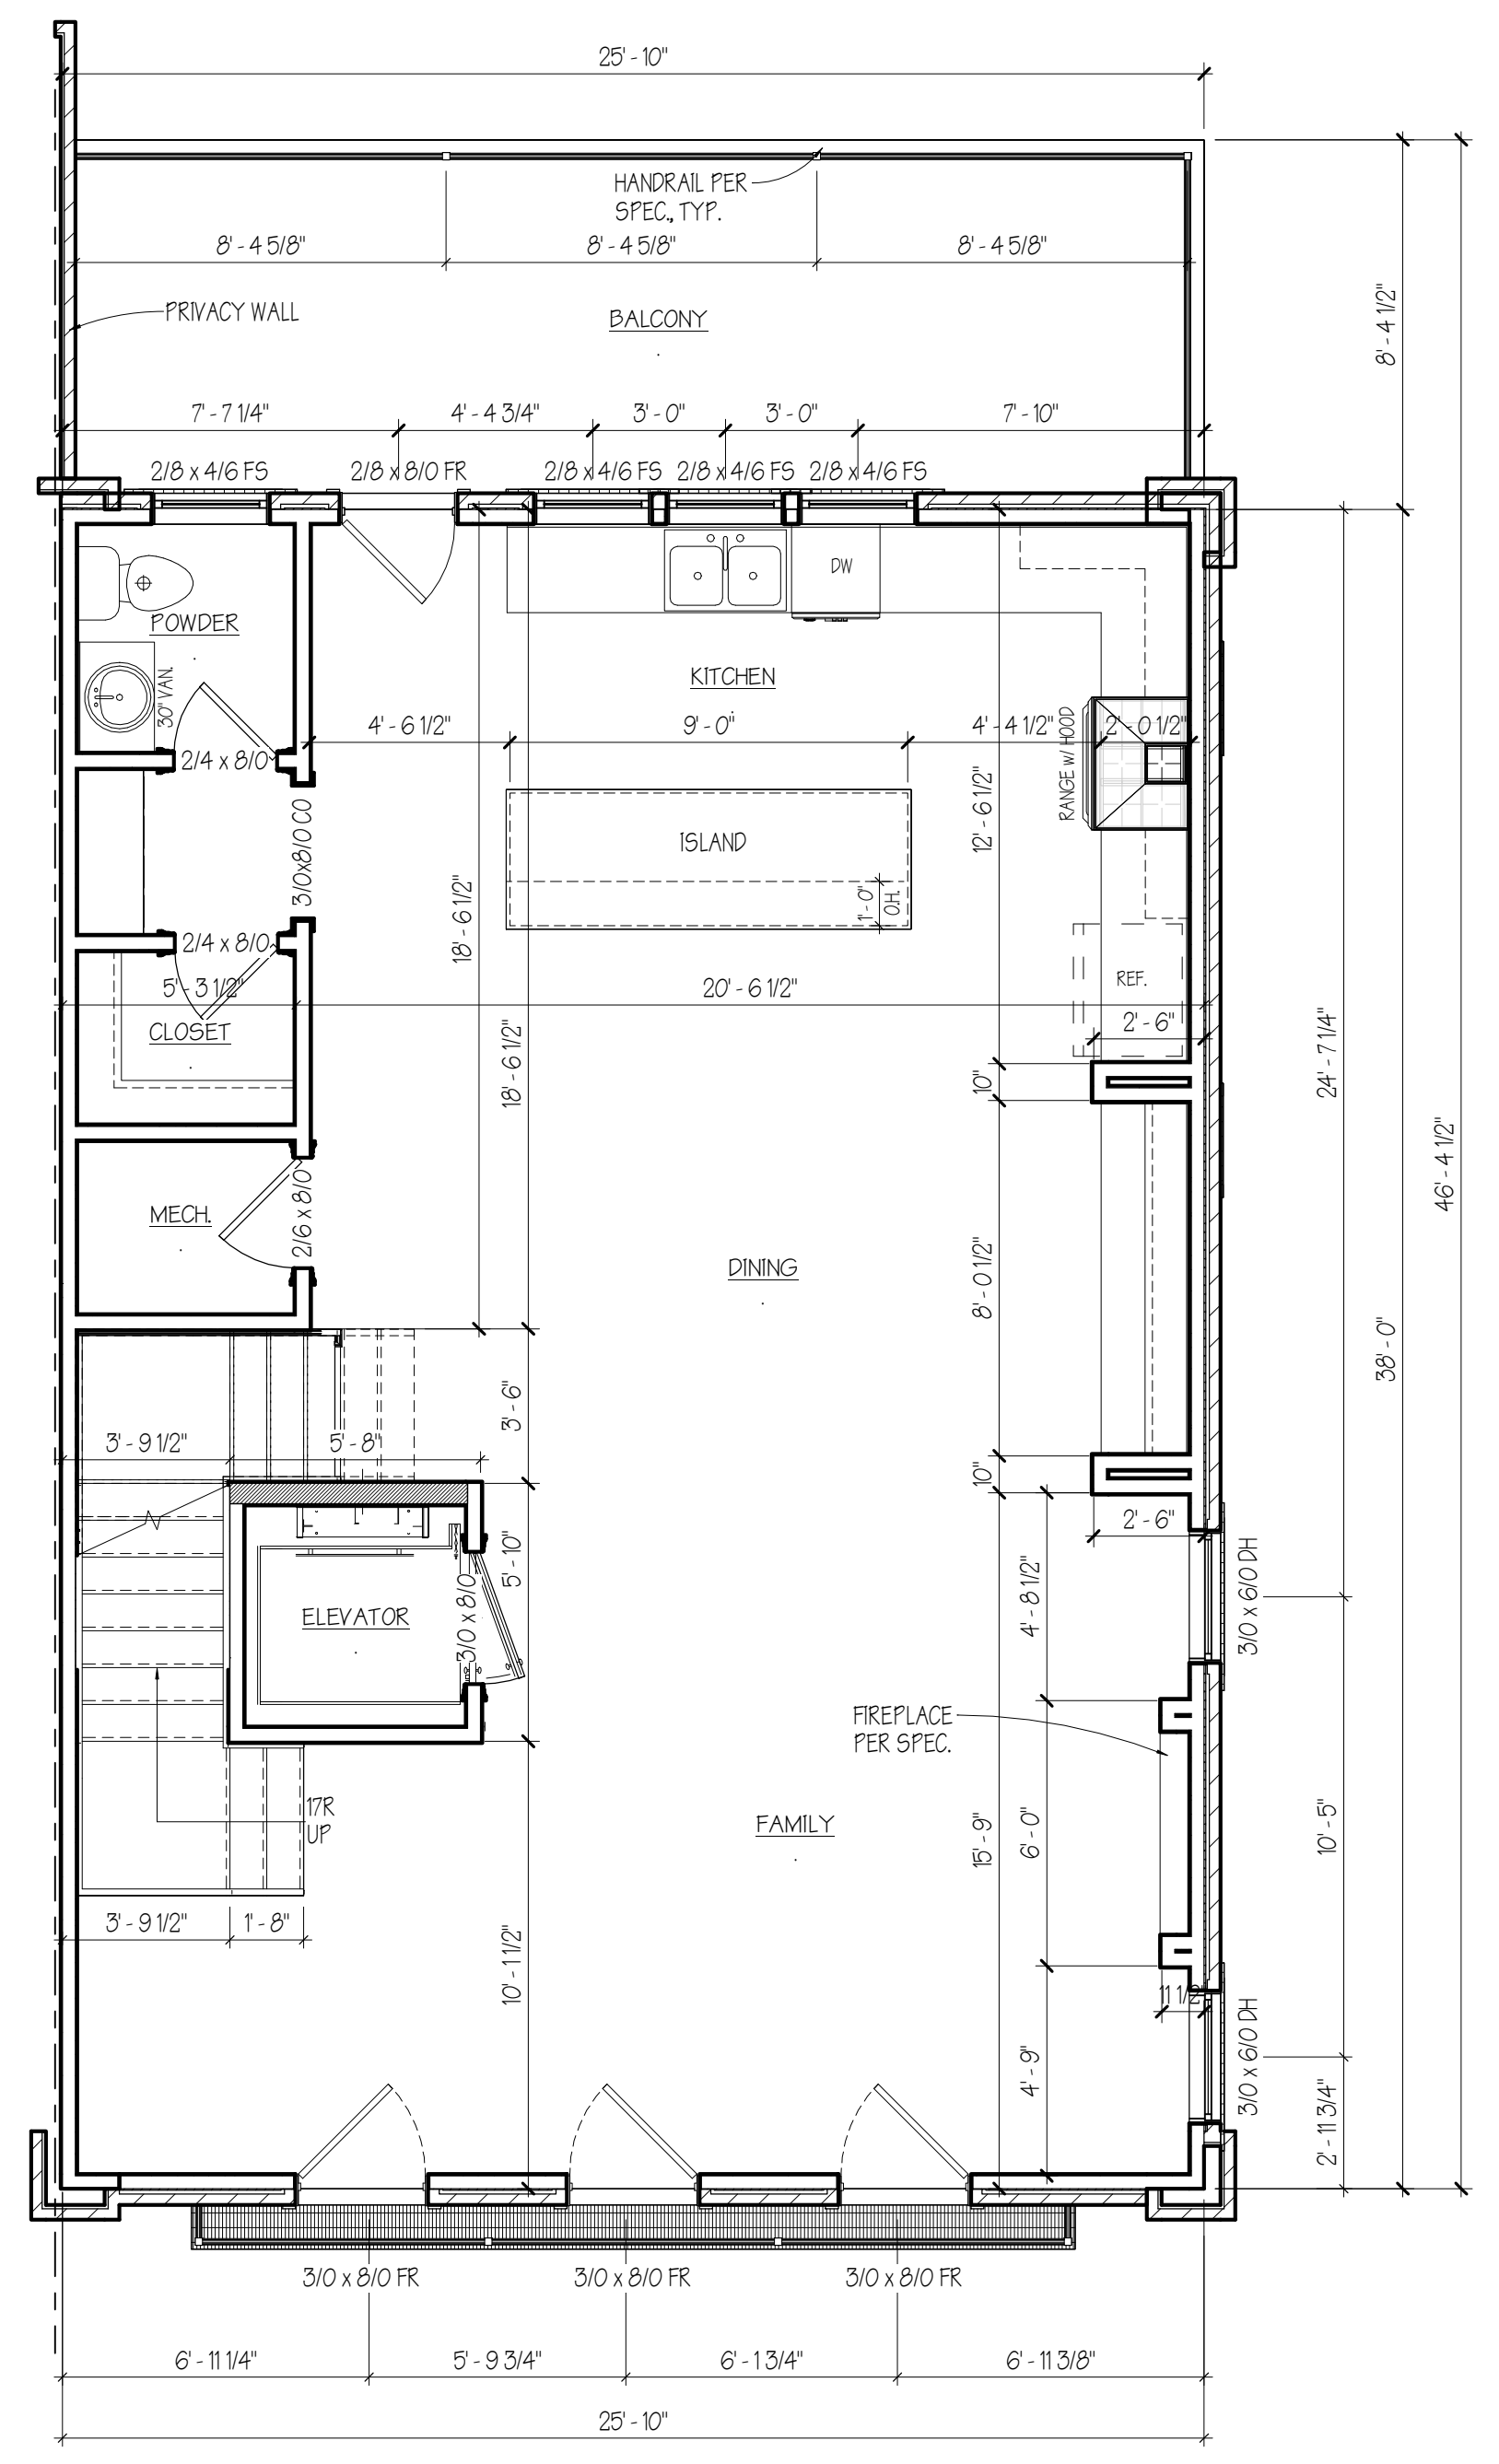 25' - 10"
HANDRAIL PER
SPEC., TYP.
8' - 4 5/8"
8' - 4 5/8"
8' - 4 5/8"
PRIVACY WALL
BALCONY
8' - 4 1/2"
7' - 7 1/4"
4' - 4 3/4"
3' - 0"
3' - 0"
7' - 10"
2/8 x 4/6 FS
2/8 x 8/0 FR
2/8 x 4/6 FS
2/8 x 4/6 FS
2/8 x 4/6 FS
DW
POWDER
30" VAN.
KITCHEN
4' - 6 1/2"
9' - 0"
4' - 4 1/2"
2' - 0 1/2"
RANGE w/ HOOD
2/4 x 8/0
3/0x8/0 CO
12' - 6 1/2"
ISLAND
1' - 0"
O.H.
18' - 6 1/2"
2/4 x 8/0
5' - 3 1/2"
20' - 6 1/2"
REF.
CLOSET
2' - 6"
18' - 6 1/2"
10"
24' - 7 1/4"
46' - 4 1/2"
MECH.
2/6 x 8/0
DINING
8' - 0 1/2"
38' - 0"
3' - 6"
3' - 9 1/2"
5' - 8"
10"
2' - 6"
5' - 10"
4' - 8 1/2"
3/0 x 6/0 DH
ELEVATOR
3/0 x 8/0
FIREPLACE
PER SPEC.
17R
UP
FAMILY
15' - 9"
6' - 0"
10' - 5"
3' - 9 1/2"
1' - 8"
10' - 1 1/2"
11 1/2"
3/0 x 6/0 DH
4' - 9"
2' - 11 3/4"
3/0 x 8/0 FR
3/0 x 8/0 FR
3/0 x 8/0 FR
6' - 11 1/4"
5' - 9 3/4"
6' - 1 3/4"
6' - 11 3/8"
25' - 10"